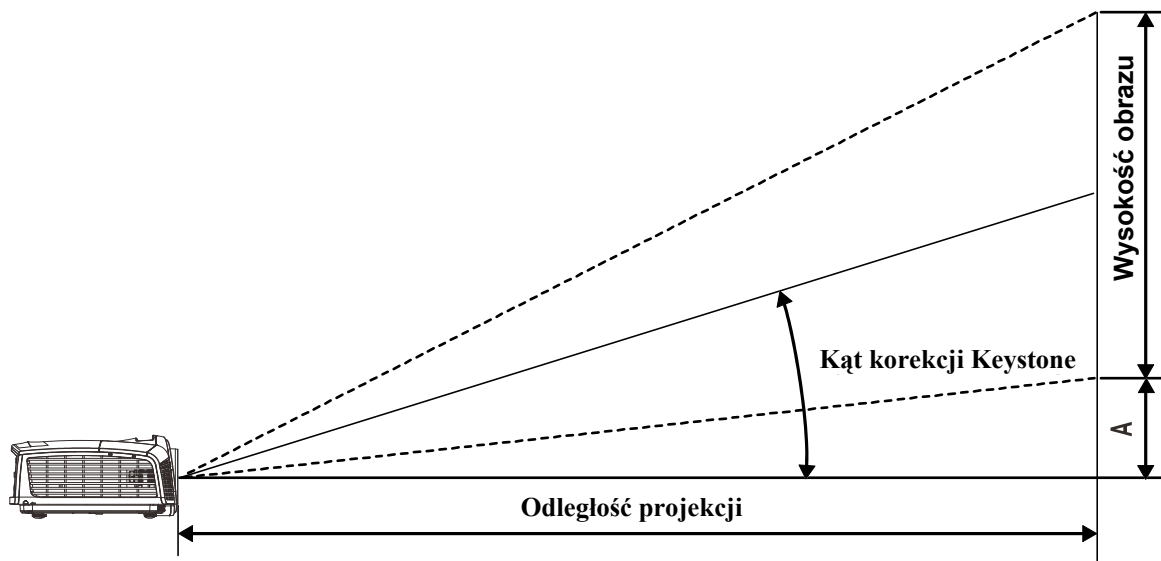 Wysokość obrazu
Kąt korekcji Keystone
A
Odległość projekcji